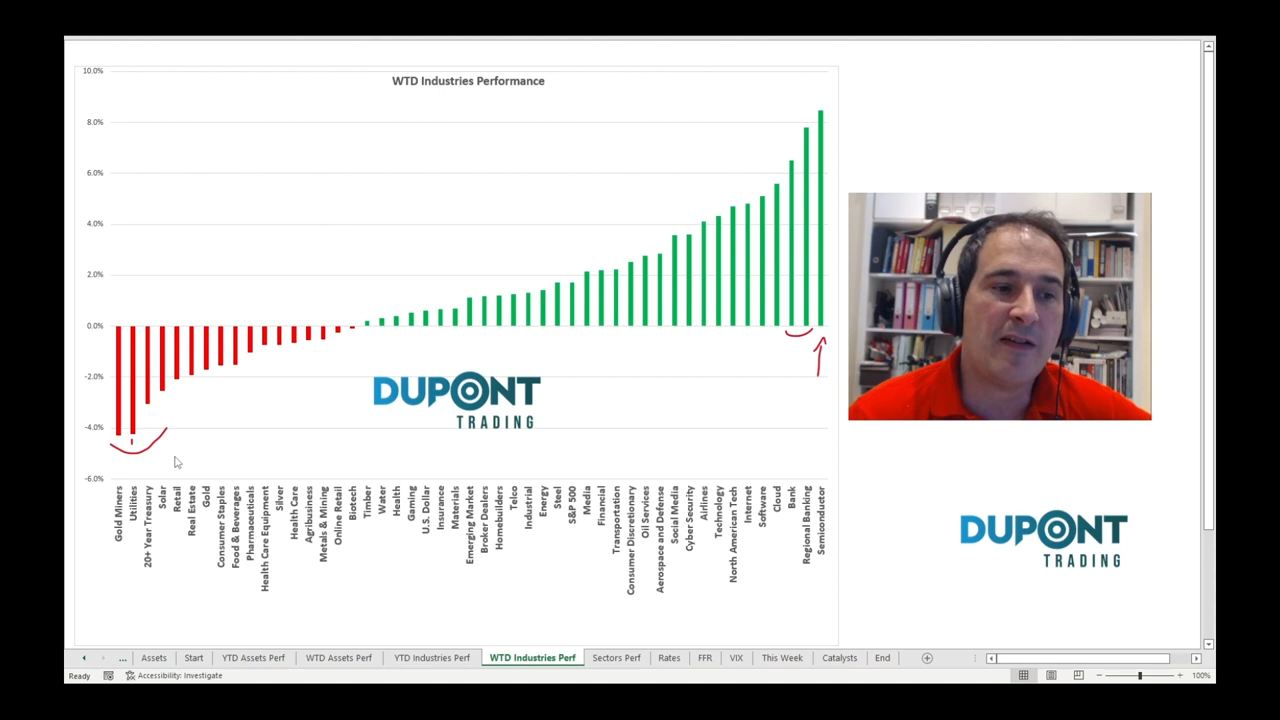 WTD Industries Performance
10.0%
8.0%
6.0%
4.0%
2.0%
0.0%
-2.0%
-4.0%
-6.0%
DUPONT
TRADING
Gold Miners
Utilities
20+ Year Treasury
Solar
Retail
Real Estate
Gold
Consumer Staples
Food & Beverages
Pharmaceuticals
Health Care Equipment
Silver
Health Care
Agribusiness
Metals & Mining
Online Retail
Biotech
Timber
Water
Health
Gaming
U.S. Dollar
Insurance
Materials
Emerging Market
Broker Dealers
Homebuilders
Telco
Industrial
Energy
Steel
S&P 500
Media
Financial
Transportation
Consumer Discretionary
Oil Services
Aerospace and Defense
Social Media
Cyber Security
Airlines
Technology
North American Tech
Internet
Software
Cloud
Bank
Regional Banking
Semiconductor
DUPONT
TRADING
... Assets Start YTD Assets Perf WTD Assets Perf YTD Industries Perf WTD Industries Perf Sectors Perf Rates FFR VIX This Week Catalysts End
Ready Accessibility: Investigate 100%